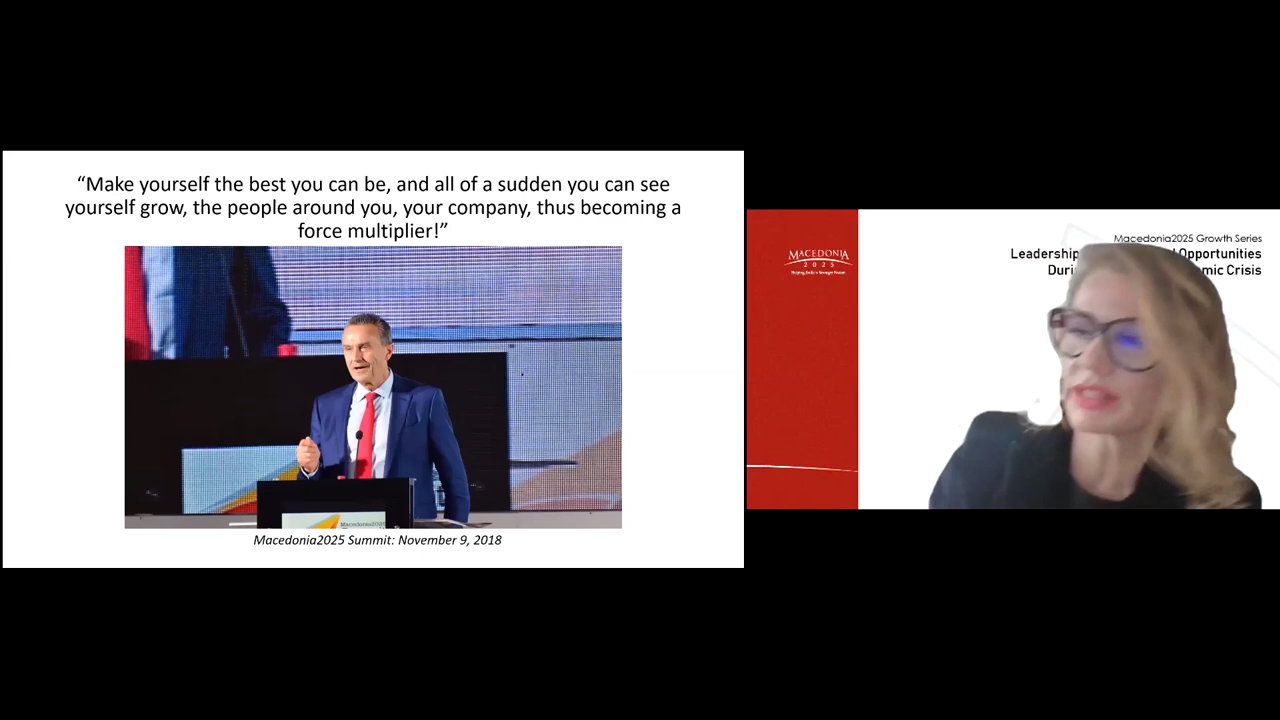 “Make yourself the best you can be, and all of a sudden you can see
yourself grow, the people around you, your company, thus becoming a
force multiplier!”
Macedonia2025
Macedonia2025 Summit: November 9, 2018
MACEDONIA
2025
Macedonia2025 Growth Series
Leadership Opportunities
Crisis